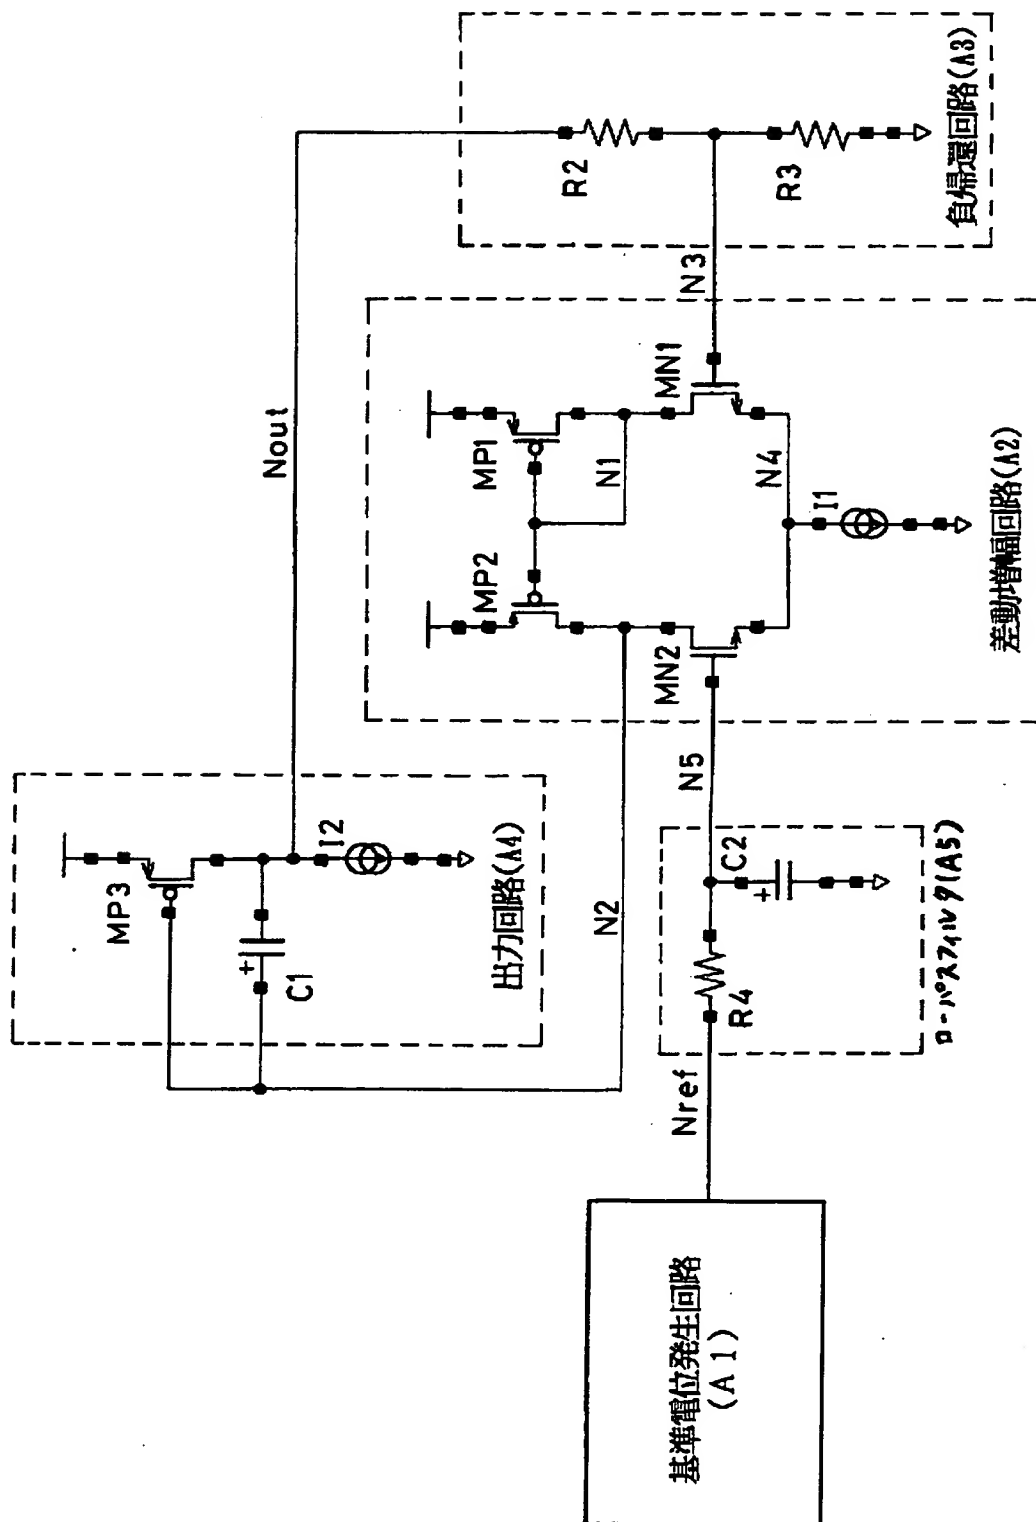 基準電位発生回路
(A1)
Nref
R4
C2
+
ローパスフィルタ(A5)
N5
MP3
C1
+
I2
出力回路(A4)
N2
Nout
MP2
MP1
N1
MN2
MN1
N4
I1
差動増幅回路(A2)
N3
R2
R3
負帰還回路(A3)